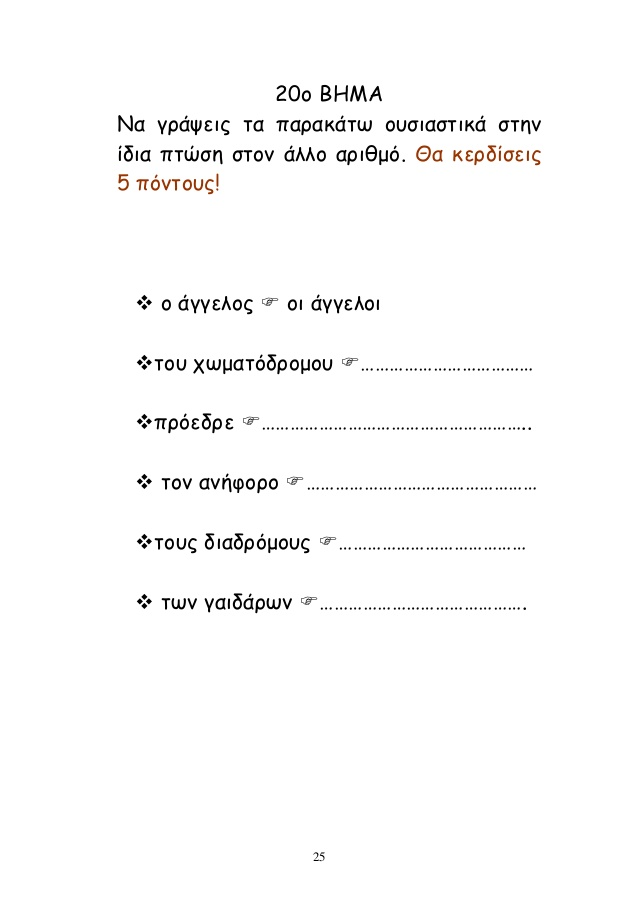 20ο ΒΗΜΑ
Να γράψεις τα παρακάτω ουσιαστικά στην
ίδια πτώση στον άλλο αριθμό. Θα κερδίσεις
5 πόντους!
❖ ο άγγελος ☞ οι άγγελοι
❖του χωματόδρομου ☞………………………………
❖πρόεδρε ☞………………………………………………..
❖ τον ανήφορο ☞…………………………………………
❖τους διαδρόμους ☞…………………………………
❖ των γαιδάρων ☞…………………………………….
25